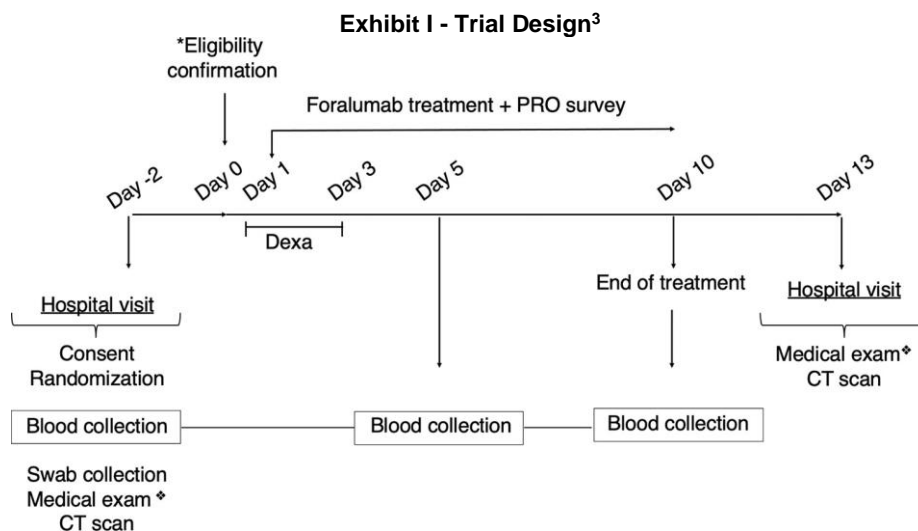 Exhibit I - Trial Design³
*Eligibility
confirmation
Foralumab treatment + PRO survey
Day -2
Day 0
Day 1
Day 3
Day 5
Day 10
Day 13
Dexa
Hospital visit
End of treatment
Hospital visit
Consent
Randomization
Medical exam❖
CT scan
Blood collection
Blood collection
Blood collection
Swab collection
Medical exam ❖
CT scan